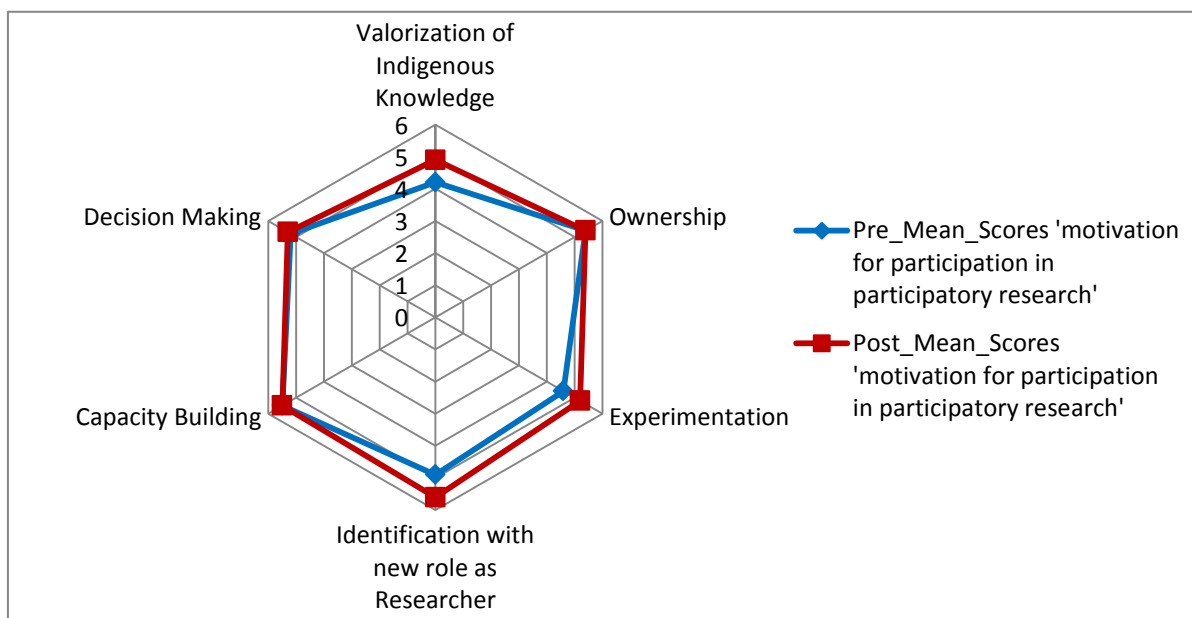 Valorization of
Indigenous
Knowledge
6
5
4
3
2
1
0
Decision Making
Ownership
Capacity Building
Experimentation
Identification with
new role as
Researcher
Pre_Mean_Scores 'motivation
for participation in
participatory research'
Post_Mean_Scores
'motivation for participation
in participatory research'